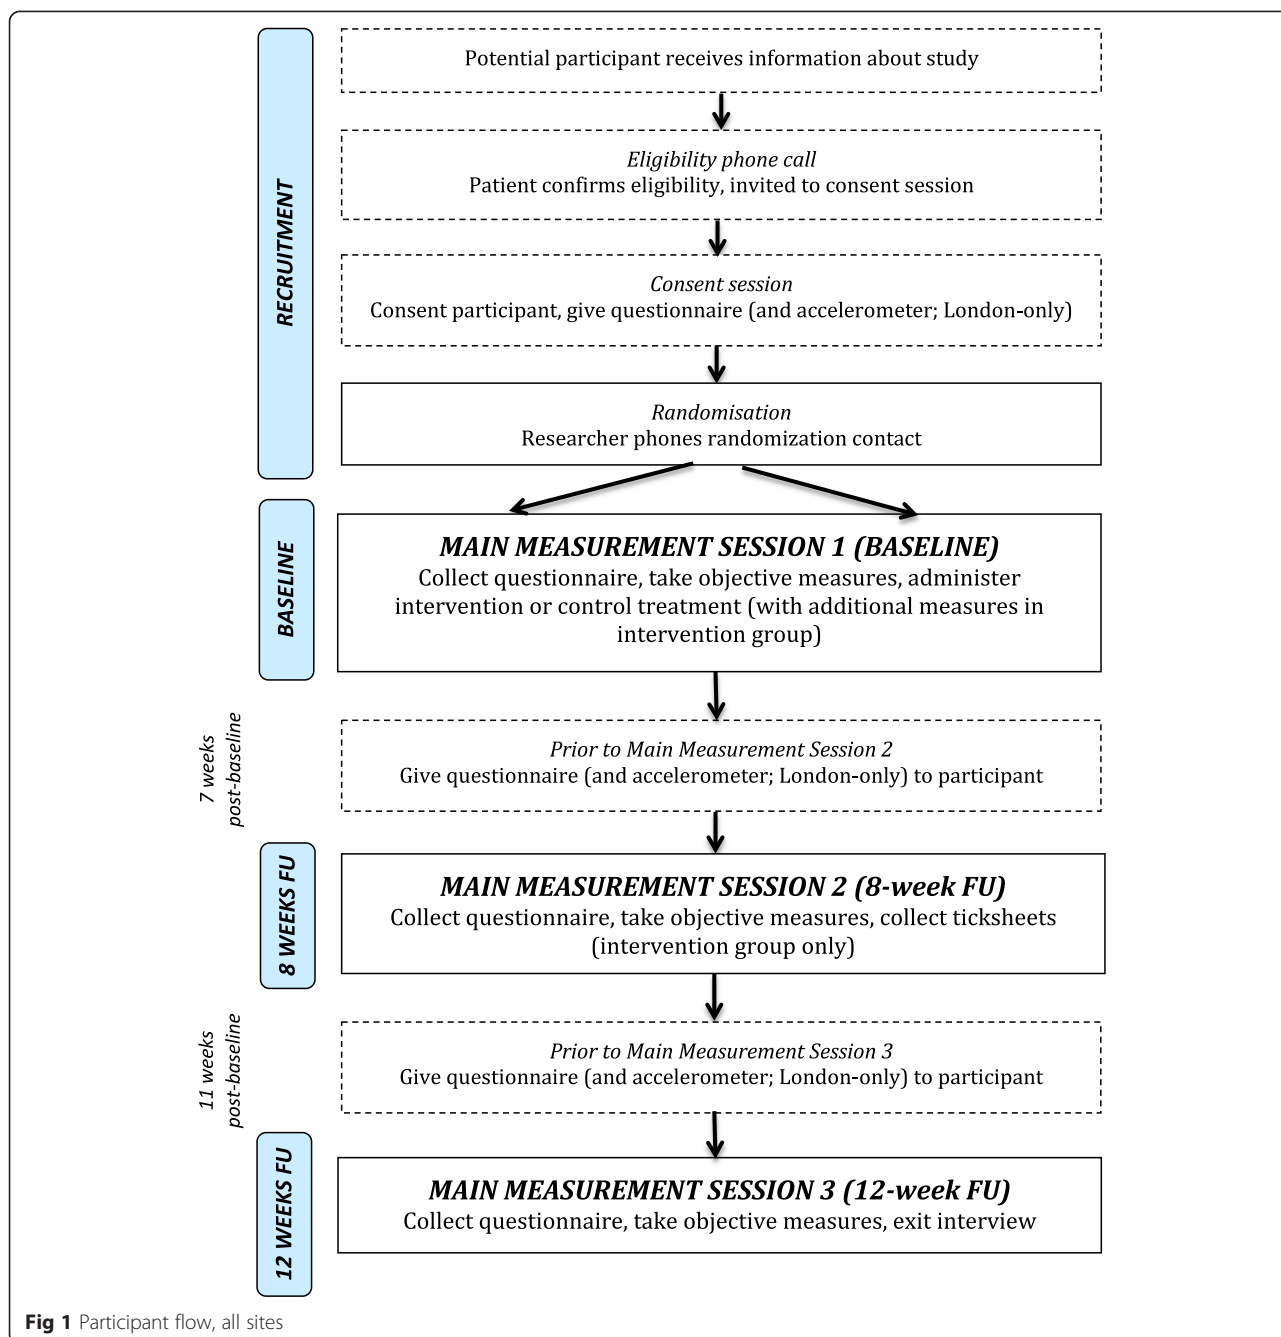 RECRUITMENT
Potential participant receives information about study
Eligibility phone call
Patient confirms eligibility, invited to consent session
Consent session
Consent participant, give questionnaire (and accelerometer; London-only)
Randomisation
Researcher phones randomization contact
BASELINE
MAIN MEASUREMENT SESSION 1 (BASELINE)
Collect questionnaire, take objective measures, administer
intervention or control treatment (with additional measures in
intervention group)
7 weeks
post-baseline
Prior to Main Measurement Session 2
Give questionnaire (and accelerometer; London-only) to participant
8 WEEKS FU
MAIN MEASUREMENT SESSION 2 (8-week FU)
Collect questionnaire, take objective measures, collect ticksheets
(intervention group only)
11 weeks
post-baseline
Prior to Main Measurement Session 3
Give questionnaire (and accelerometer; London-only) to participant
12 WEEKS FU
MAIN MEASUREMENT SESSION 3 (12-week FU)
Collect questionnaire, take objective measures, exit interview
Fig 1 Participant flow, all sites